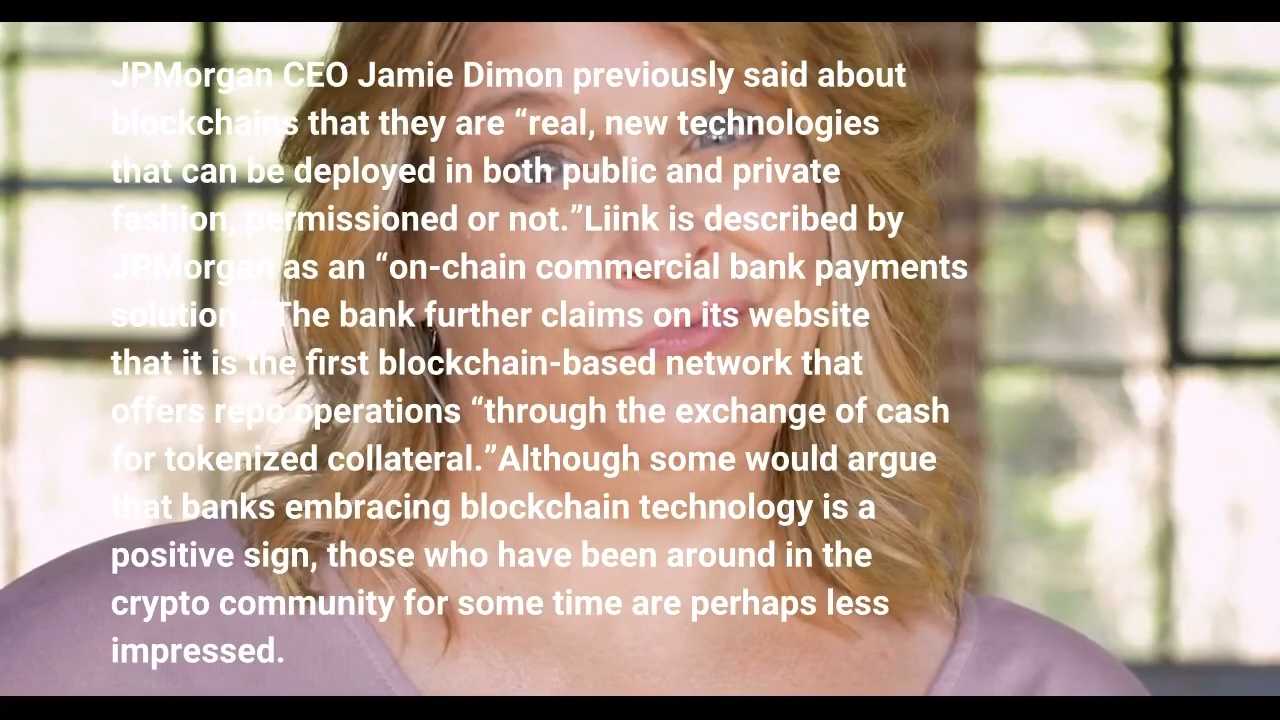 JPMorgan CEO Jamie Dimon previously said about
blockchains that they are “real, new technologies
that can be deployed in both public and private
fashion, permissioned or not.”Liink is described by
JPMorgan as an “on-chain commercial bank payments
solution.” The bank further claims on its website
that it is the first blockchain-based network that
offers repo operations “through the exchange of cash
for tokenized collateral.”Although some would argue
that banks embracing blockchain technology is a
positive sign, those who have been around in the
crypto community for some time are perhaps less
impressed.